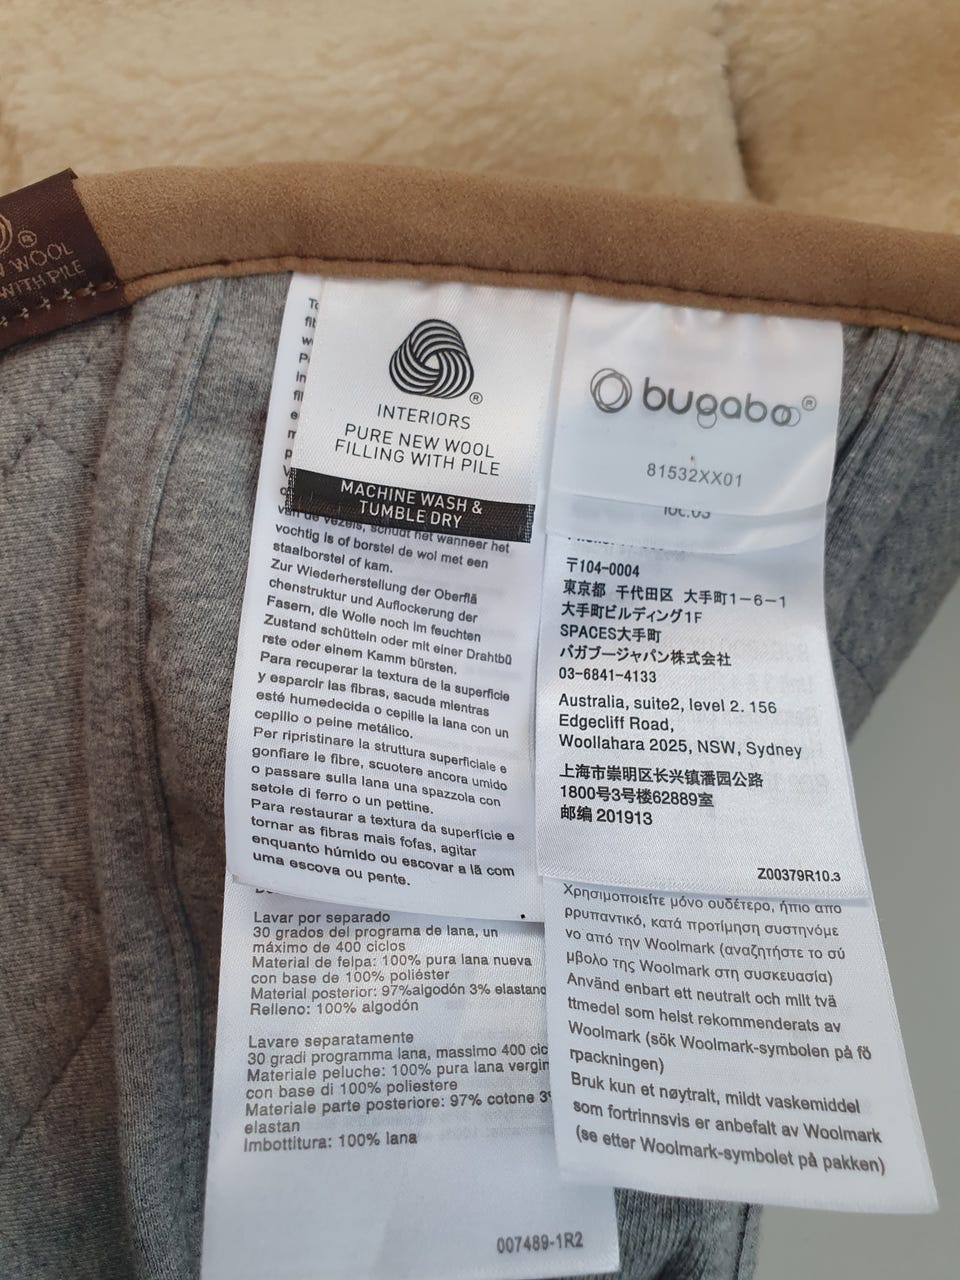 WOOL
WITH PILE
INTERIORS
PURE NEW WOOL
FILLING WITH PILE
MACHINE WASH &
TUMBLE DRY
van de vezels, schudt het wanneer het
vochtig is of borstel de wol met een
staalborstel of kam.
Zur Wiederherstellung der Oberflä
chenstruktur und Auflockerung der
Fasern, die Wolle noch im feuchten
Zustand schütteln oder mit einer Drahtbü
rste oder einem Kamm bürsten.
Para recuperar la textura de la superficie
y esparcir las fibras, sacuda mientras
esté humedecida o cepille la lana con un
cepillo o peine metálico.
Per ripristinare la struttura superficiale e
gonfiare le fibre, scuotere ancora umido
o passare sulla lana una spazzola con
setole di ferro o un pettine.
Para restaurar a textura da superfície e
tornar as fibras mais fofas, agitar
enquanto húmido ou escovar a lã com
uma escova ou pente.
Lavar por separado
30 grados del programa de lana, un
máximo de 400 ciclos
Material de felpa: 100% pura lana nueva
con base de 100% poliéster
Material posterior: 97%algodón 3% elastano
Relleno: 100% algodón
Lavare separatamente
30 gradi programma lana, massimo 400 cic
Materiale peluche: 100% pura lana vergin
con base di 100% poliestere
Materiale parte posteriore: 97% cotone 3%
elastan
Imbottitura: 100% lana
007489-1R2
bugaboo®
81532XX01
〒104-0004
東京都 千代田区 大手町1-6-1
大手町ビルディング1F
SPACES大手町
バガブージャパン株式会社
03-6841-4133
Australia, suite2, level 2. 156
Edgecliff Road,
Woollahara 2025, NSW, Sydney
上海市崇明区长兴镇潘园公路
1800号3号楼62889室
邮编 201913
Z00379R10.3
Χρησιμοποιείτε μόνο ουδέτερο, ήπιο απο
ρρυπαντικό, κατά προτίμηση συστηνόμε
νο από την Woolmark (αναζητήστε το σύ
μβολο της Woolmark στη συσκευασία)
Använd enbart ett neutralt och milt tvä
ttmedel som helst rekommenderats av
Woolmark (sök Woolmark-symbolen på fö
rpackningen)
Bruk kun et nøytralt, mildt vaskemiddel
som fortrinnsvis er anbefalt av Woolmark
(se etter Woolmark-symbolet på pakken)